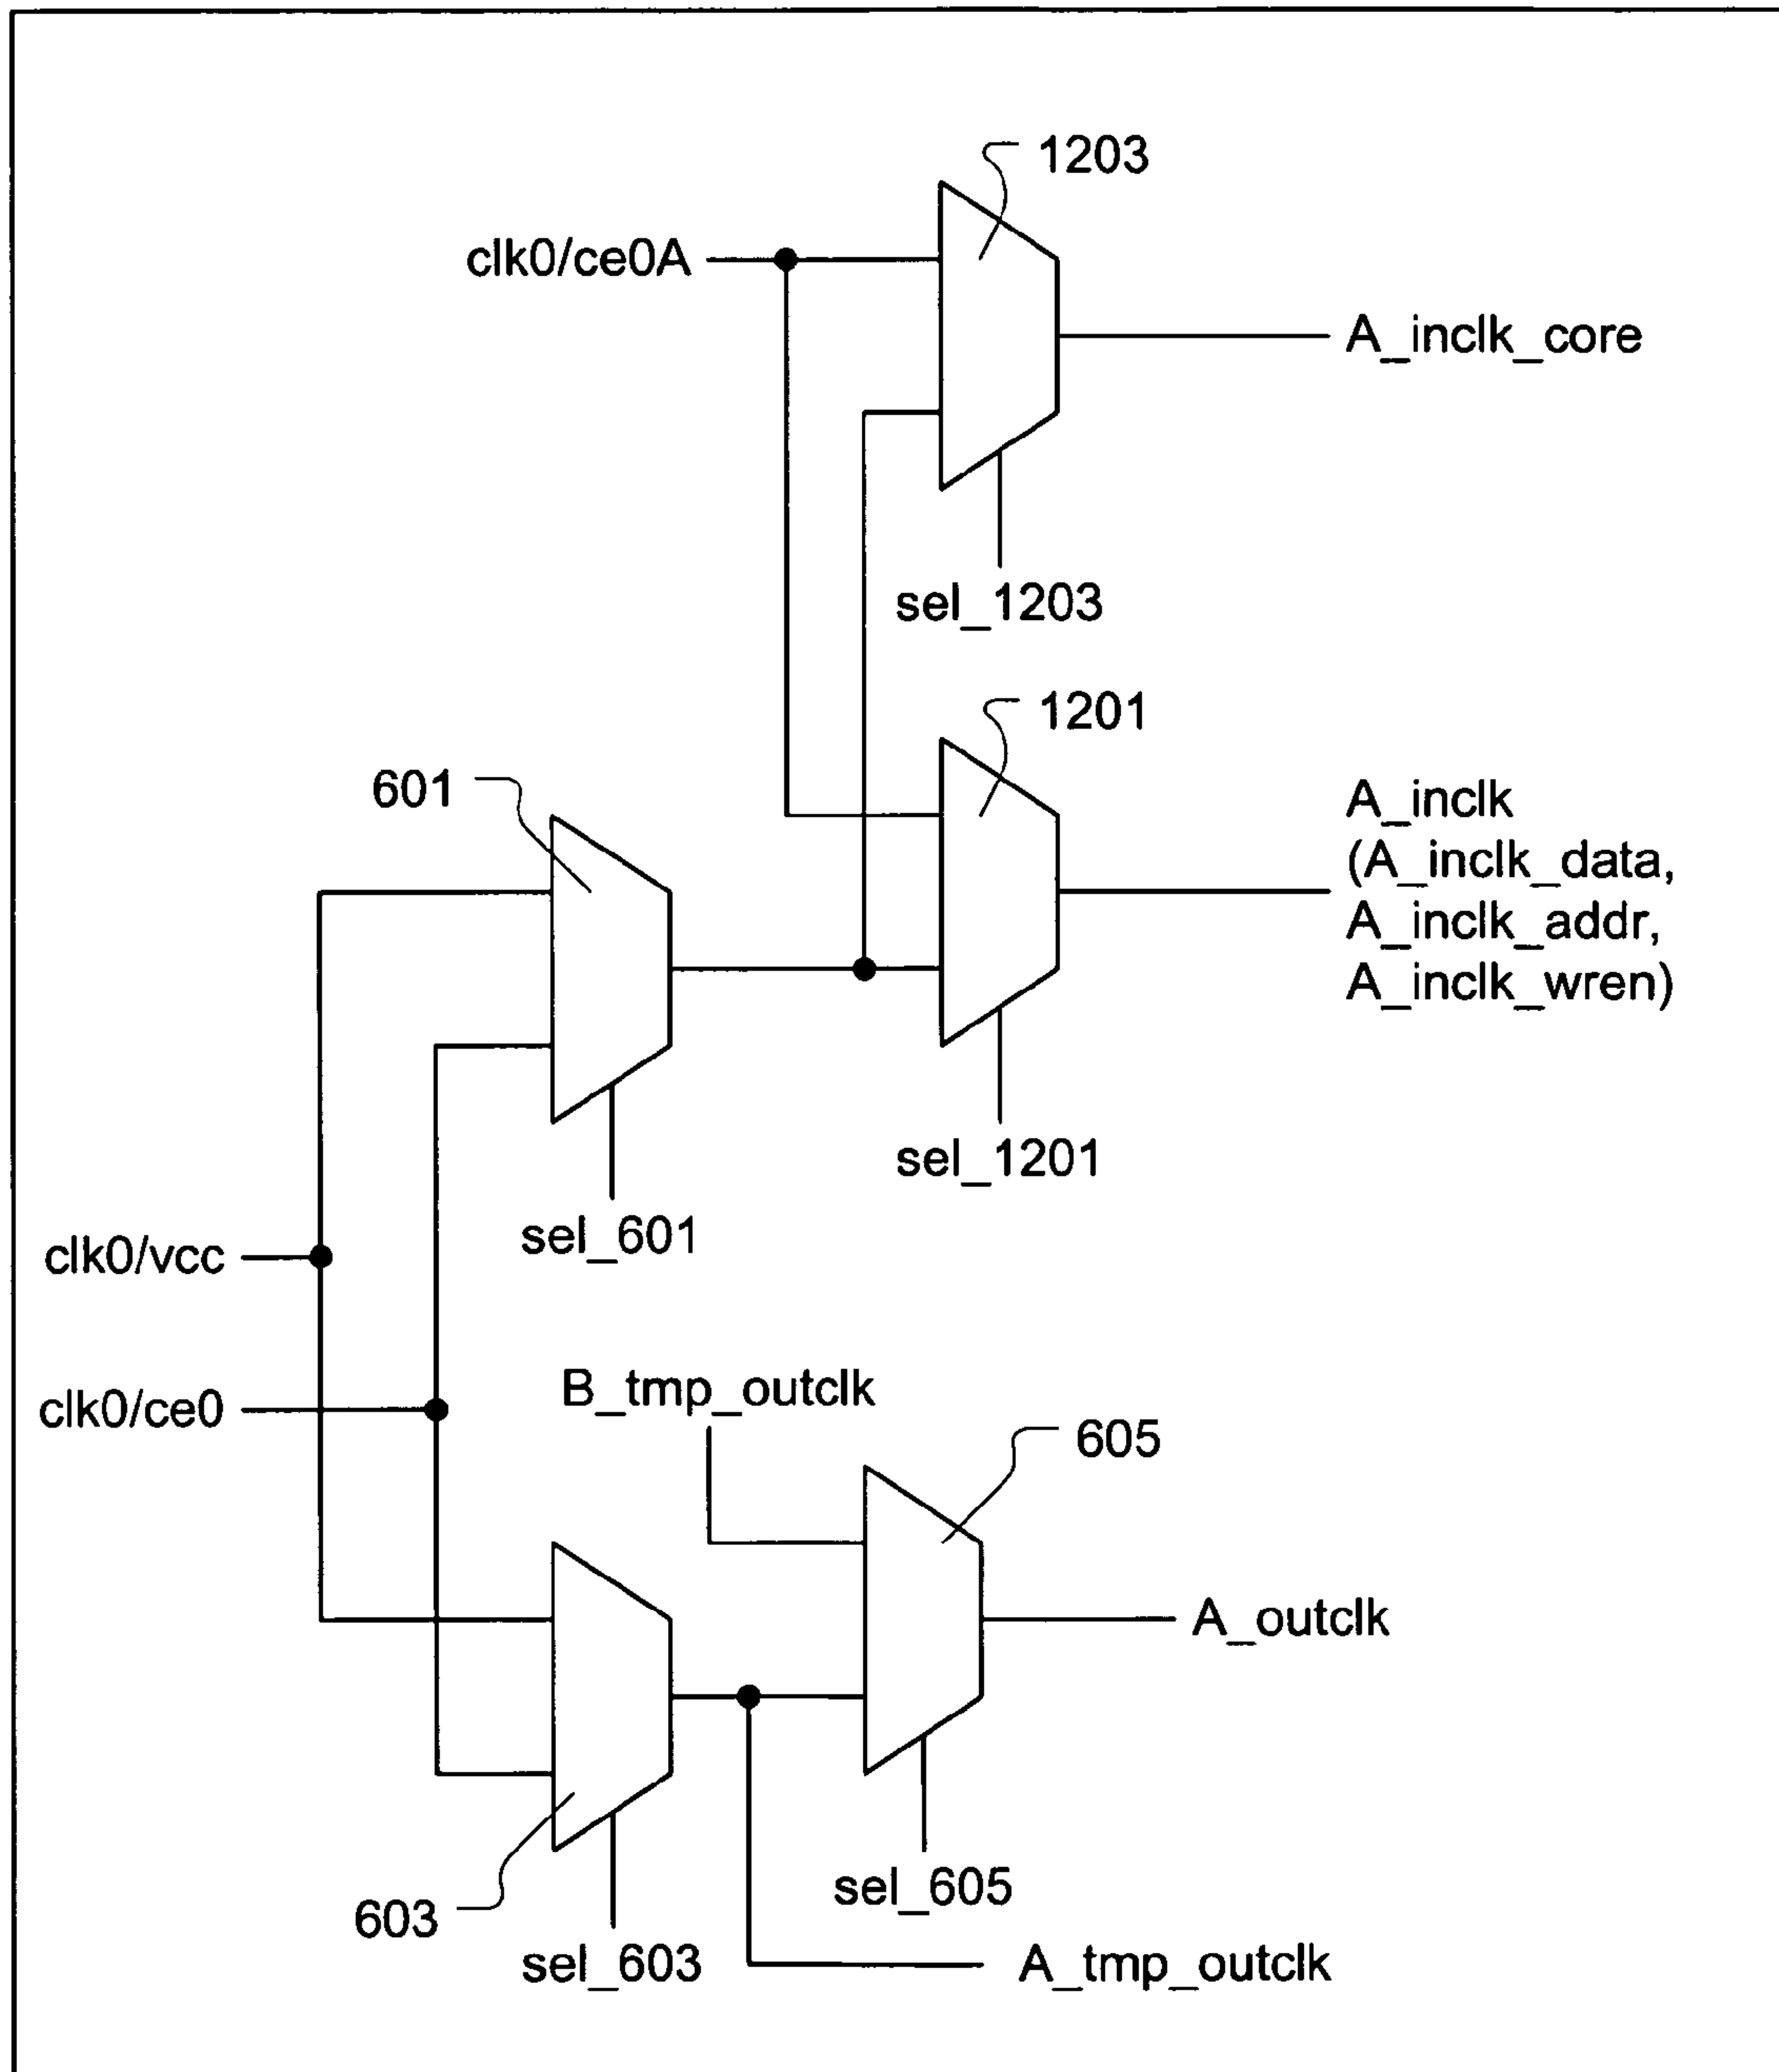 1203
clk0/ce0A
A_inclk_core
sel_1203
1201
601
A_inclk
(A_inclk_data,
A_inclk_addr,
A_inclk_wren)
sel_1201
sel_601
clk0/vcc
B_tmp_outclk
clk0/ce0
605
A_outclk
sel_605
603
sel_603
A_tmp_outclk